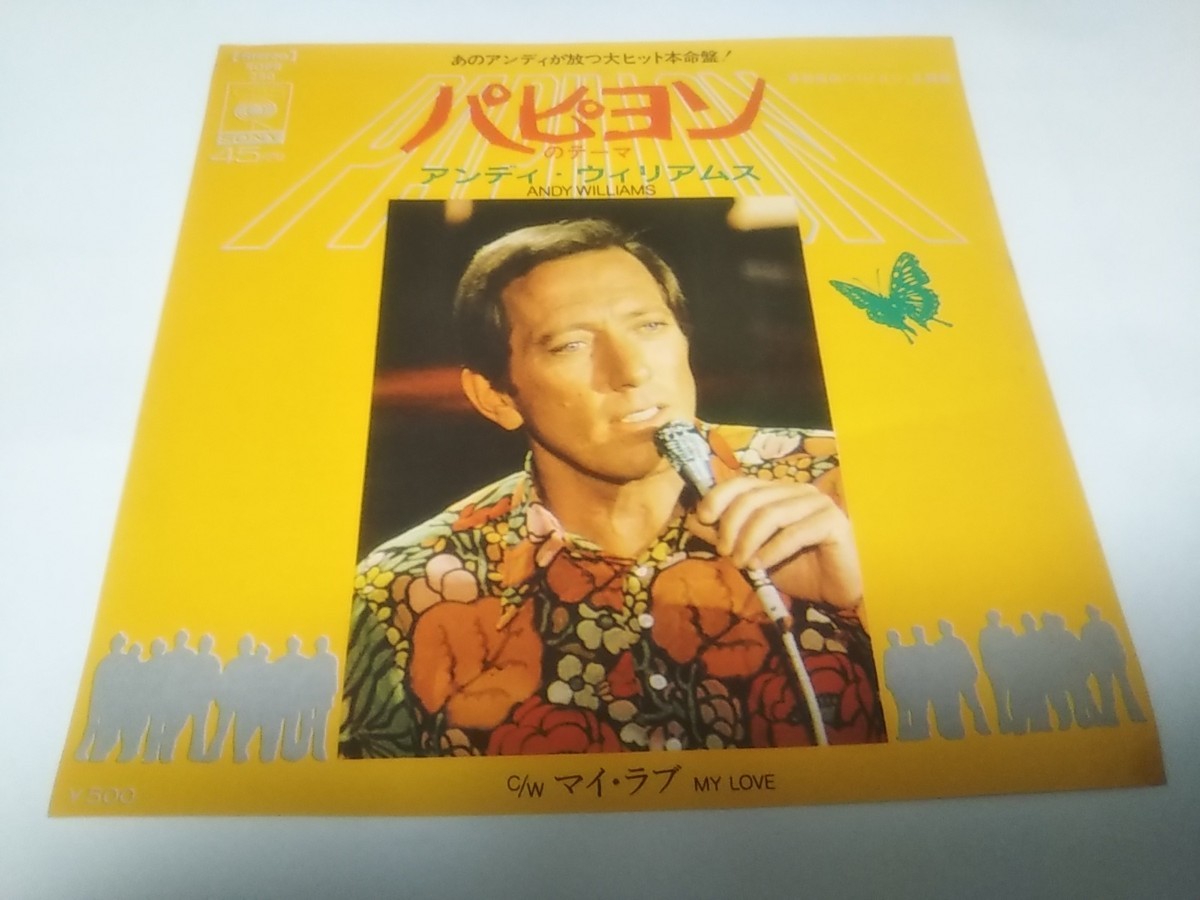 あのアンディが放つ大ヒット本命盤!
PAPILLON
パピヨン
のテーマ
アンディ・ウィリアムス
ANDY WILLIAMS
SONY
45
¥500
C/W マイ・ラブ MY LOVE